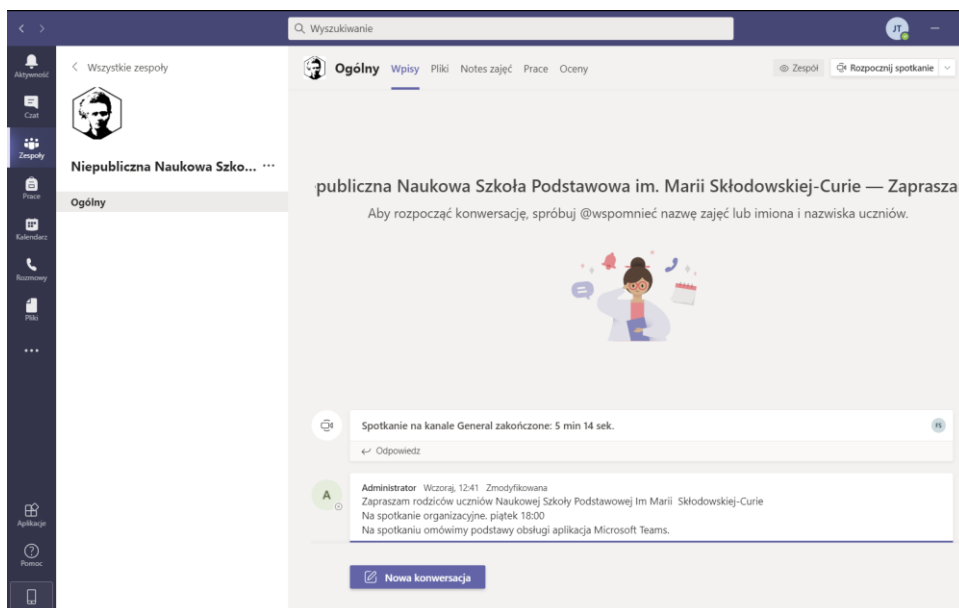 Wyszukiwanie
JT
Aktywność
Czat
Zespoły
Prace
Kalendarz
Rozmowy
Pliki
Aplikacje
Pomoc
Wszystkie zespoły
Niepubliczna Naukowa Szko...
Ogólny
Ogólny Wpisy Pliki Notes zajęć Prace Oceny
Zespół
Rozpocznij spotkanie
publiczna Naukowa Szkoła Podstawowa im. Marii Skłodowskiej-Curie — Zaprasza
Aby rozpocząć konwersację, spróbuj @wspomnieć nazwę zajęć lub imiona i nazwiska uczniów.
Spotkanie na kanale General zakończone: 5 min 14 sek.
Odpowiedz
A
Administrator Wczoraj, 12:41 Zmodyfikowana
Zapraszam rodziców uczniów Naukowej Szkoły Podstawowej Im Marii Skłodowskiej-Curie
Na spotkanie organizacyjne. piątek 18:00
Na spotkaniu omówimy podstawy obsługi aplikacja Microsoft Teams.
Nowa konwersacja